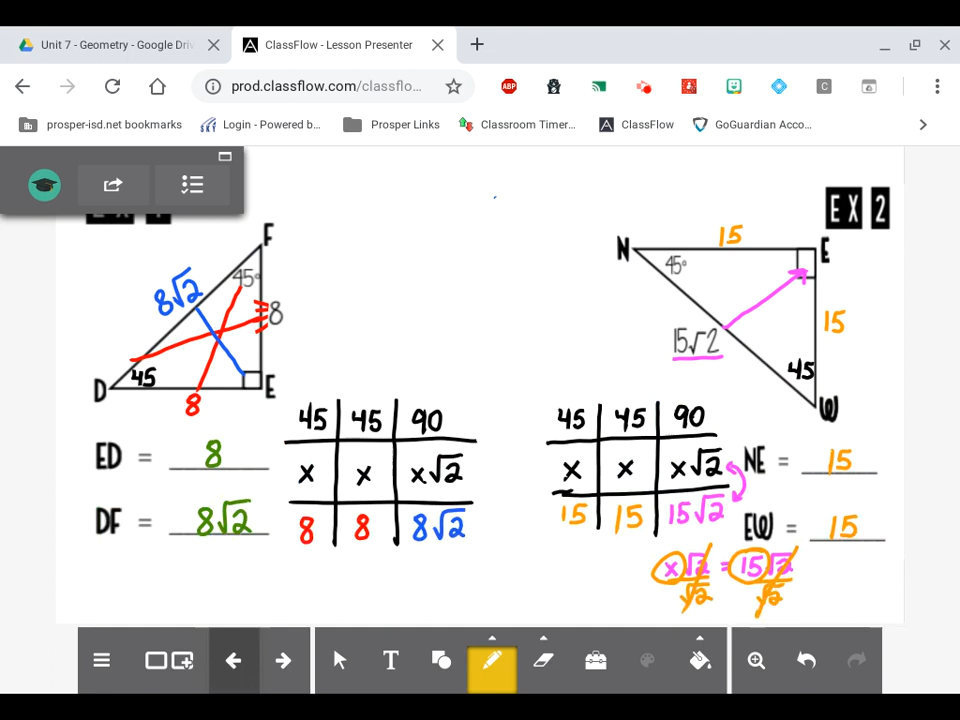 Unit 7 - Geometry - Google Dri
ClassFlow - Lesson Presenter
prod.classflow.com/classflo...
ABP
C
prosper-isd.net bookmarks
Login - Powered b...
Prosper Links
Classroom Timer...
ClassFlow
GoGuardian Acco...
F
45°
8√2
8
D
45
E
8
ED = 8
DF = 8√2
45 45 90
x x x√2
8 8 8√2
EX 2
N
15
E
45°
15
15√2
45
W
45 45 90
x x x√2
15 15 15√2
NE = 15
EW = 15
x√2 = 15√2
√2 √2
T